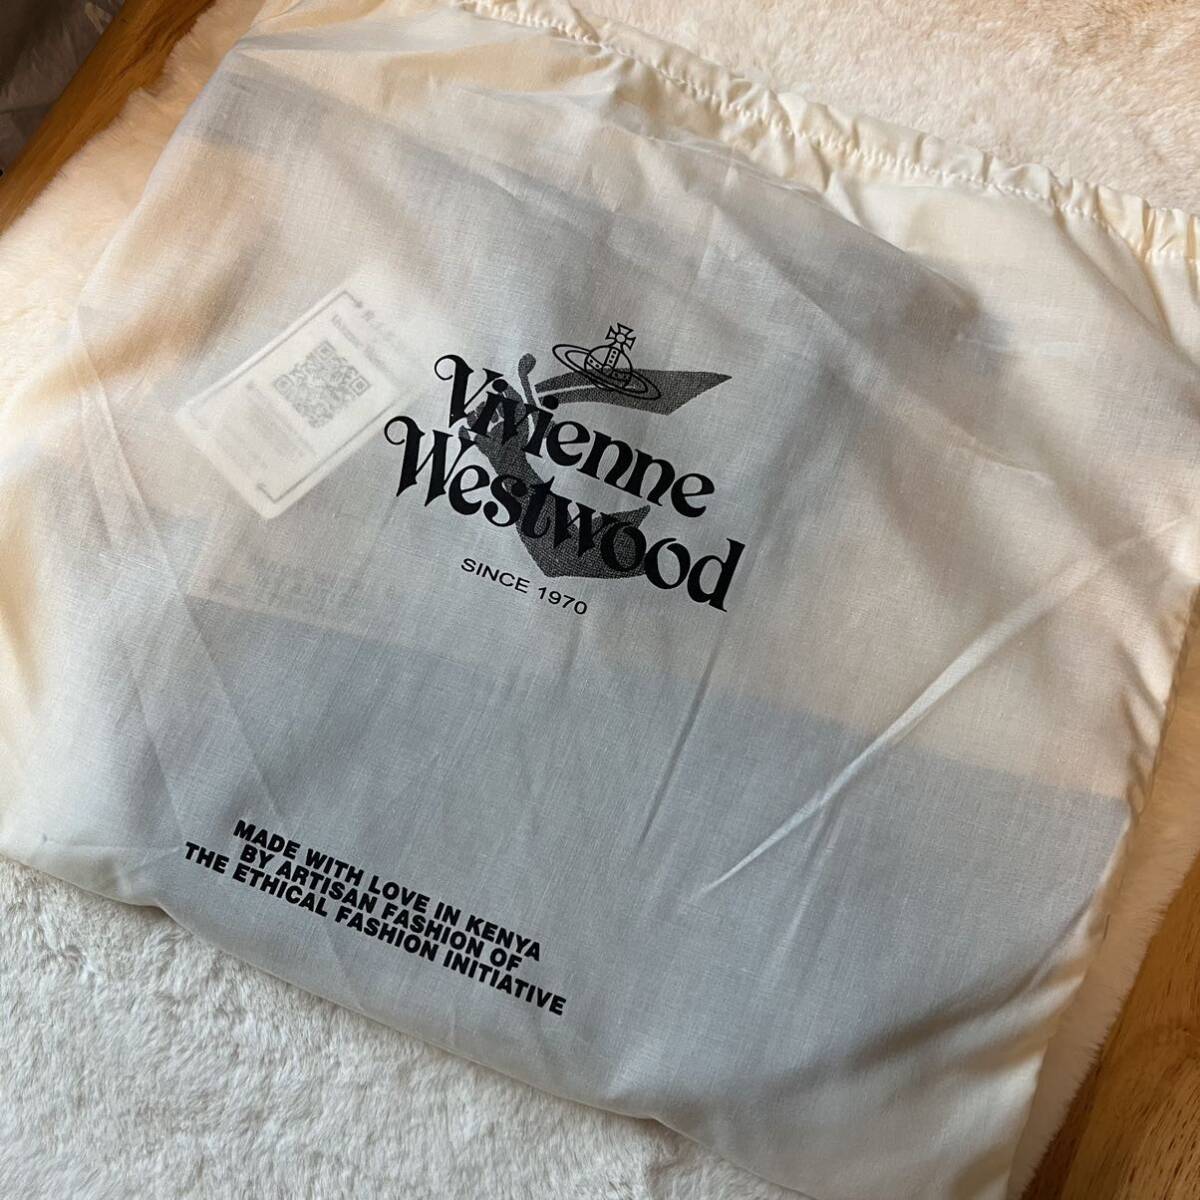 Vivienne
Westwood
SINCE 1970
MADE WITH LOVE IN KENYA
BY ARTISAN FASHION OF
THE ETHICAL FASHION INITIATIVE